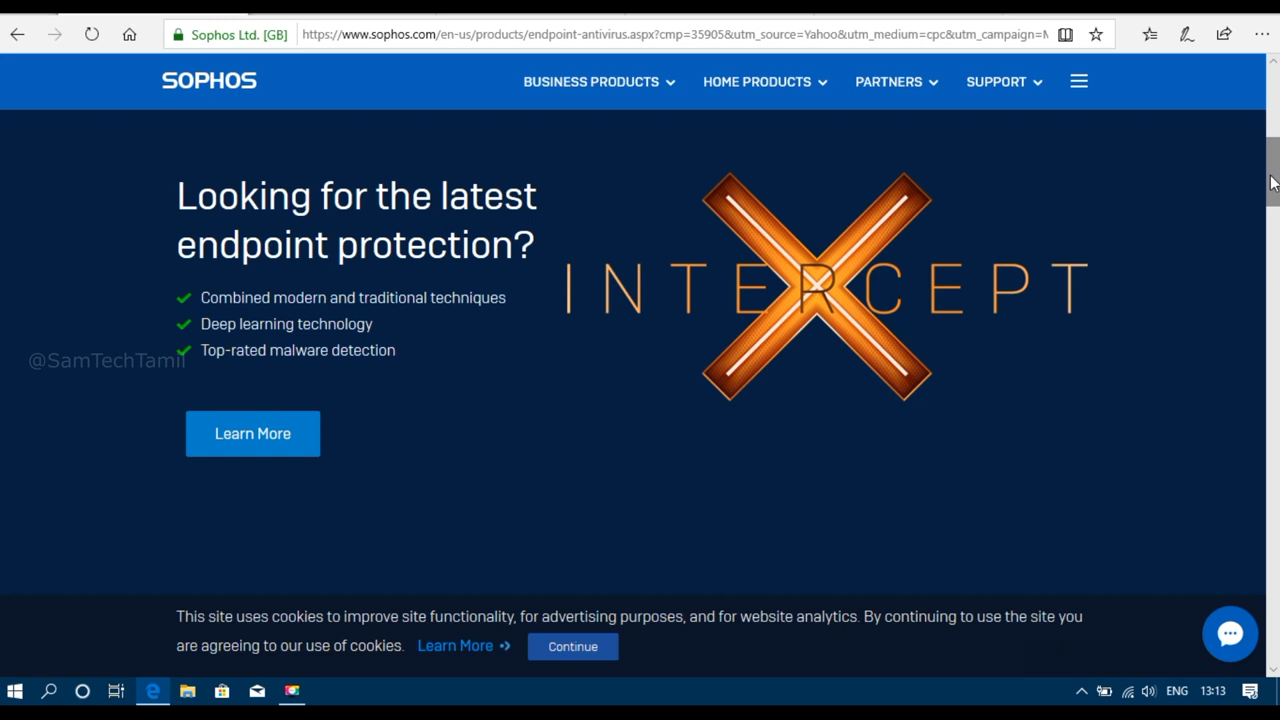 Sophos Ltd. [GB]
https://www.sophos.com/en-us/products/endpoint-antivirus.aspx?cmp=35905&utm_source=Yahoo&utm_medium=cpc&utm_campaign=M
SOPHOS
BUSINESS PRODUCTS
HOME PRODUCTS
PARTNERS
SUPPORT
Looking for the latest
endpoint protection?
Combined modern and traditional techniques
Deep learning technology
Top-rated malware detection
@SamTechTamil
INTERCEPT
X
Learn More
This site uses cookies to improve site functionality, for advertising purposes, and for website analytics. By continuing to use the site you
are agreeing to our use of cookies. Learn More
Continue
ENG
13:13